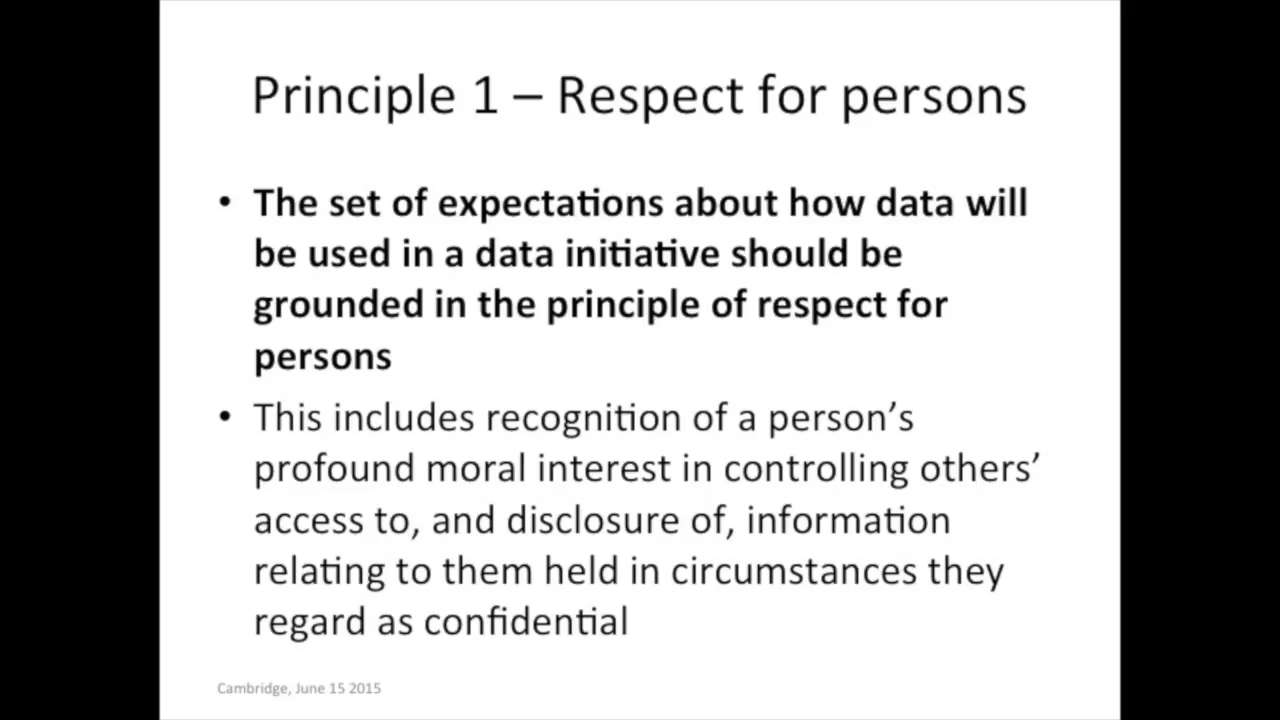 Principle 1 – Respect for persons
• The set of expectations about how data will
be used in a data initiative should be
grounded in the principle of respect for
persons
• This includes recognition of a person’s
profound moral interest in controlling others’
access to, and disclosure of, information
relating to them held in circumstances they
regard as confidential
Cambridge, June 15 2015